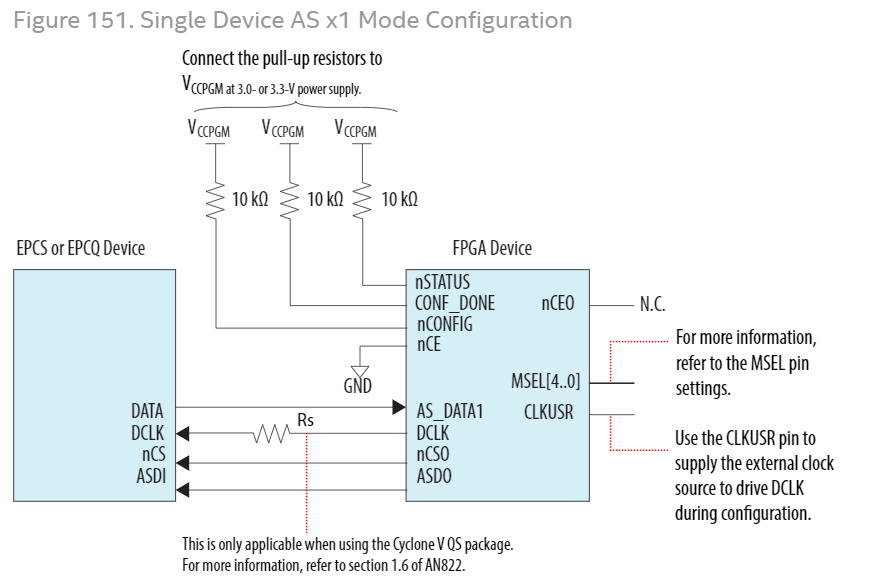 Figure 151. Single Device AS x1 Mode Configuration
Connect the pull-up resistors to
VCCPGM at 3.0- or 3.3-V power supply.
VCCPGM VCCPGM VCCPGM
10 kΩ 10 kΩ 10 kΩ
EPCS or EPCQ Device
FPGA Device
nSTATUS
CONF_DONE
nCONFIG
nCE
nCEO
N.C.
GND
MSEL[4..0]
CLKUSR
For more information,
refer to the MSEL pin
settings.
DATA
DCLK
nCS
ASDI
Rs
AS_DATA1
DCLK
nCSO
ASDO
Use the CLKUSR pin to
supply the external clock
source to drive DCLK
during configuration.
This is only applicable when using the Cyclone V QS package.
For more information, refer to section 1.6 of AN822.